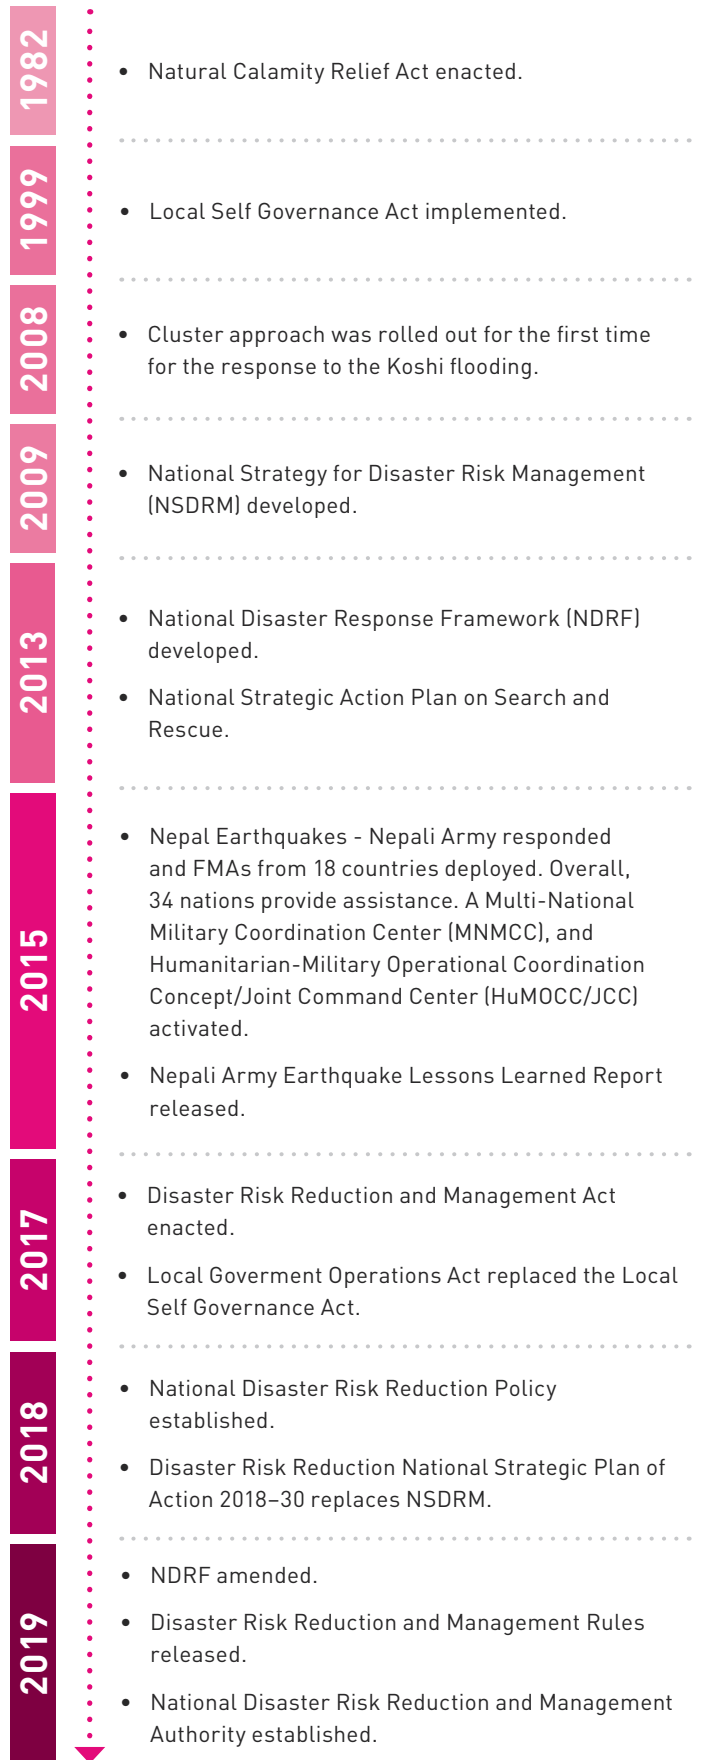 1982
• Natural Calamity Relief Act enacted.
1999
• Local Self Governance Act implemented.
2008
• Cluster approach was rolled out for the first time
for the response to the Koshi flooding.
2009
• National Strategy for Disaster Risk Management
(NSDRM) developed.
2013
• National Disaster Response Framework (NDRF)
developed.
• National Strategic Action Plan on Search and
Rescue.
2015
• Nepal Earthquakes - Nepali Army responded
and FMAs from 18 countries deployed. Overall,
34 nations provide assistance. A Multi-National
Military Coordination Center (MNMCC), and
Humanitarian-Military Operational Coordination
Concept/Joint Command Center (HuMOCC/JCC)
activated.
• Nepali Army Earthquake Lessons Learned Report
released.
2017
• Disaster Risk Reduction and Management Act
enacted.
• Local Goverment Operations Act replaced the Local
Self Governance Act.
2018
• National Disaster Risk Reduction Policy
established.
• Disaster Risk Reduction National Strategic Plan of
Action 2018–30 replaces NSDRM.
2019
• NDRF amended.
• Disaster Risk Reduction and Management Rules
released.
• National Disaster Risk Reduction and Management
Authority established.